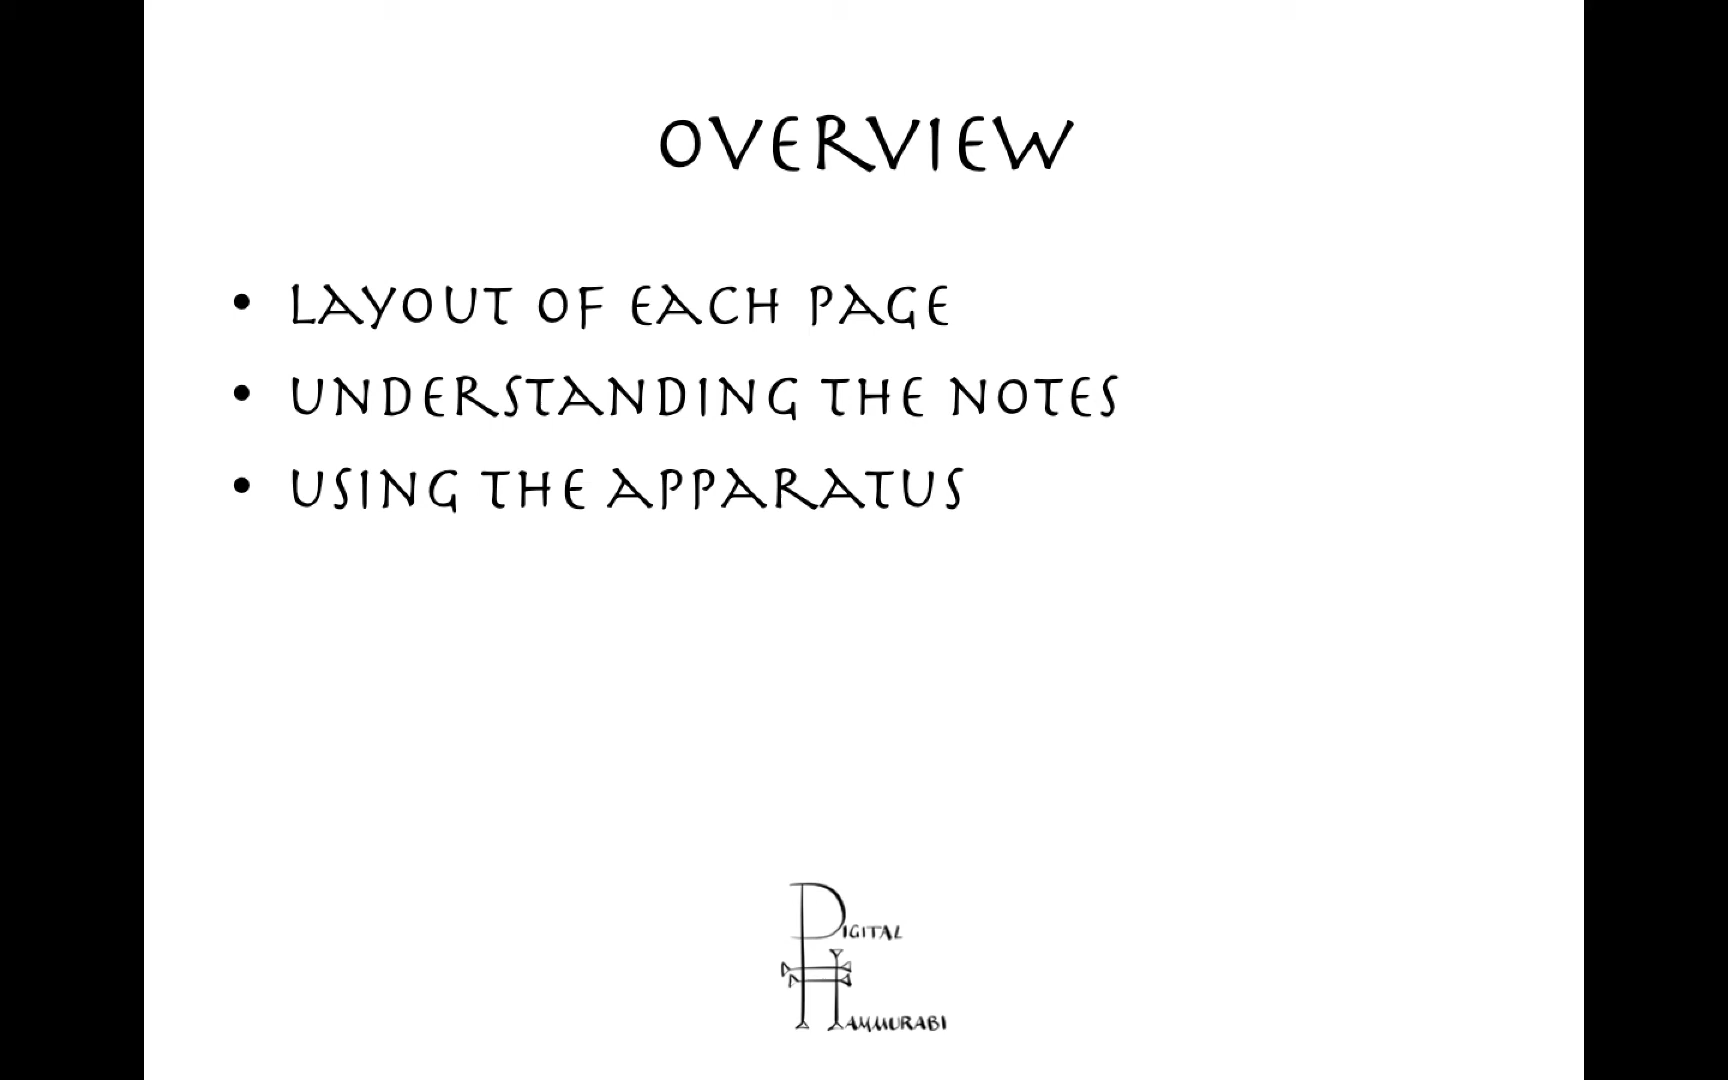 OVERVIEW
• LAYOUT OF EACH PAGE
• UNDERSTANDING THE NOTES
• USING THE APPARATUS
DIGITAL
HAMMURABI